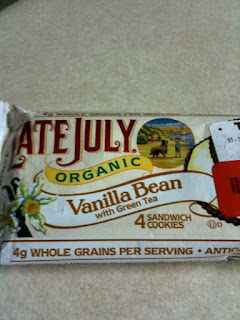 ATE JULY.
ORGANIC
Vanilla Bean
with Green Tea
4 SANDWICH
COOKIES
4g WHOLE GRAINS PER SERVING • ANTIO